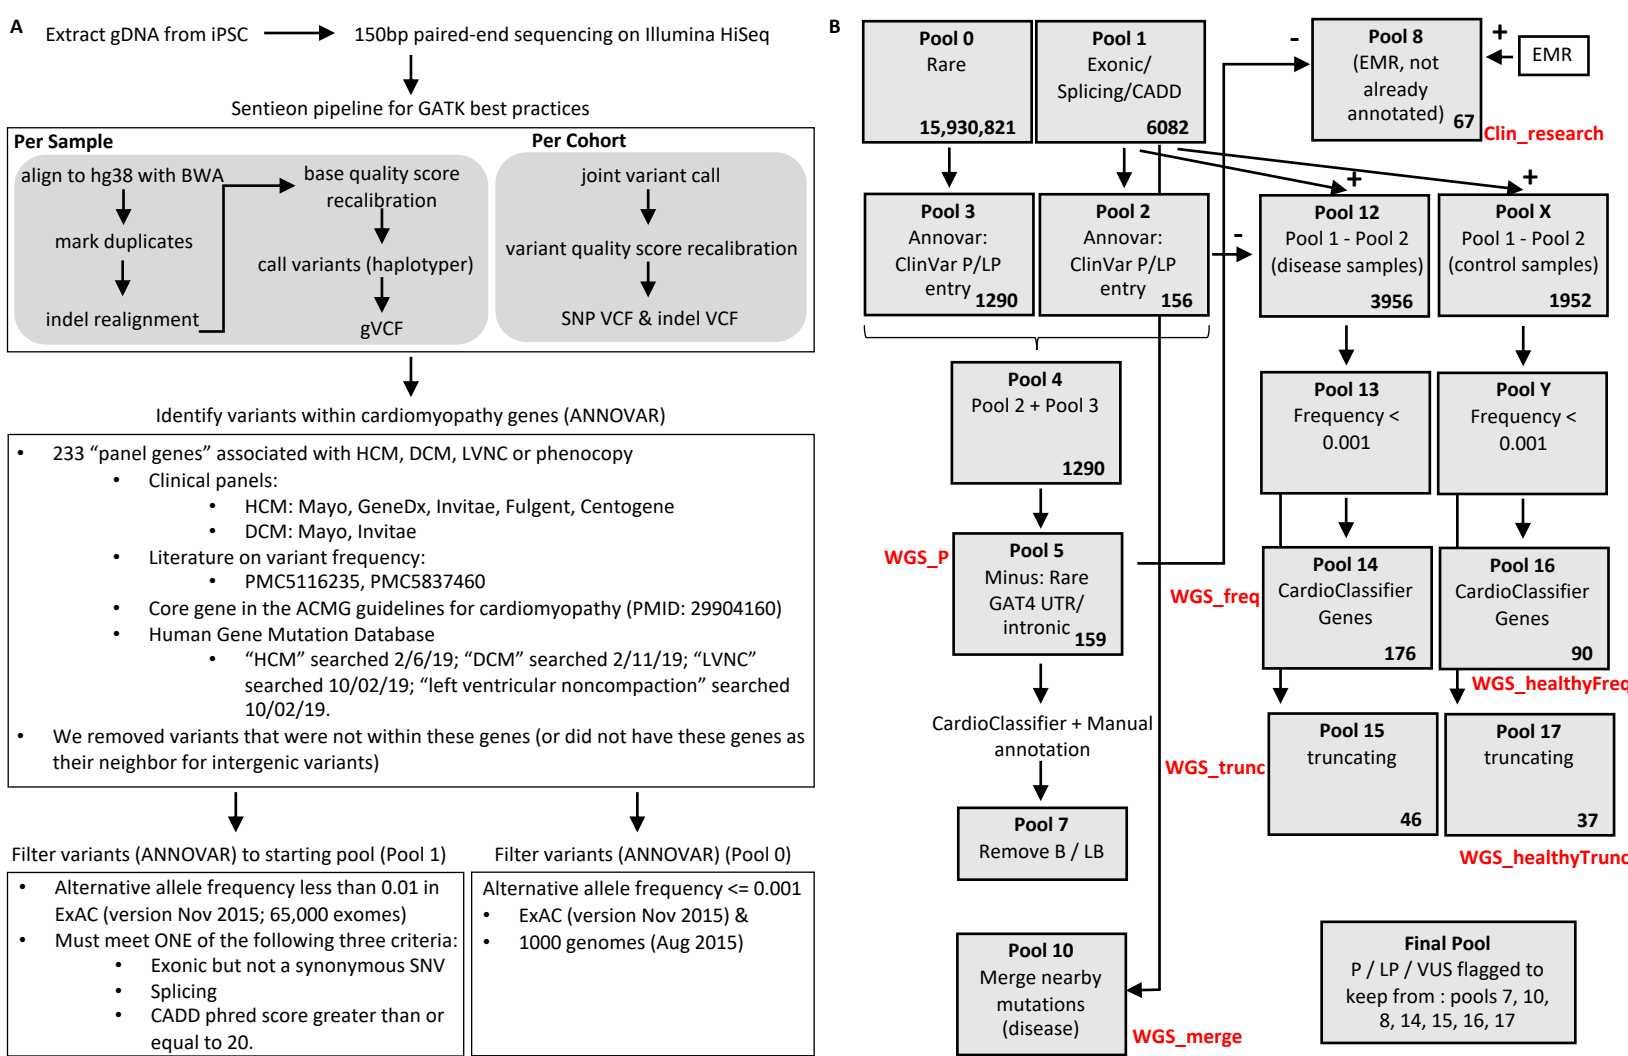 A
Extract gDNA from iPSC
150bp paired-end sequencing on Illumina HiSeq
Sentieon pipeline for GATK best practices
Per Sample
align to hg38 with BWA
mark duplicates
indel realignment
base quality score
recalibration
call variants (haplotyper)
gVCF
Per Cohort
joint variant call
variant quality score recalibration
SNP VCF & indel VCF
Identify variants within cardiomyopathy genes (ANNOVAR)
• 233 “panel genes” associated with HCM, DCM, LVNC or phenocopy
• Clinical panels:
• HCM: Mayo, GeneDx, Invitae, Fulgent, Centogene
• DCM: Mayo, Invitae
• Literature on variant frequency:
• PMC5116235, PMC5837460
• Core gene in the ACMG guidelines for cardiomyopathy (PMID: 29904160)
• Human Gene Mutation Database
• “HCM” searched 2/6/19; “DCM” searched 2/11/19; “LVNC”
searched 10/02/19; “left ventricular noncompaction” searched
10/02/19.
• We removed variants that were not within these genes (or did not have these genes as
their neighbor for intergenic variants)
Filter variants (ANNOVAR) to starting pool (Pool 1)
• Alternative allele frequency less than 0.01 in
ExAC (version Nov 2015; 65,000 exomes)
• Must meet ONE of the following three criteria:
• Exonic but not a synonymous SNV
• Splicing
• CADD phred score greater than or
equal to 20.
Filter variants (ANNOVAR) (Pool 0)
Alternative allele frequency <= 0.001
• ExAC (version Nov 2015) &
• 1000 genomes (Aug 2015)
B
Pool 0
Rare
15,930,821
Pool 1
Exonic/
Splicing/CADD
6082
-
Pool 8
(EMR, not
already
annotated)
67
+
EMR
Clin_research
Pool 3
Annovar:
ClinVar P/LP
entry
1290
Pool 2
Annovar:
ClinVar P/LP
entry
156
-
+
Pool 12
Pool 1 - Pool 2
(disease samples)
3956
+
Pool X
Pool 1 - Pool 2
(control samples)
1952
Pool 4
Pool 2 + Pool 3
1290
Pool 13
Frequency <
0.001
Pool Y
Frequency <
0.001
WGS_P
Pool 5
Minus: Rare
GAT4 UTR/
intronic
159
WGS_freq
Pool 14
CardioClassifier
Genes
176
Pool 16
CardioClassifier
Genes
90
WGS_healthyFreq
CardioClassifier + Manual
annotation
WGS_trunc
Pool 15
truncating
46
Pool 17
truncating
37
WGS_healthyTrunc
Pool 7
Remove B / LB
Pool 10
Merge nearby
mutations
(disease)
WGS_merge
Final Pool
P / LP / VUS flagged to
keep from : pools 7, 10,
8, 14, 15, 16, 17